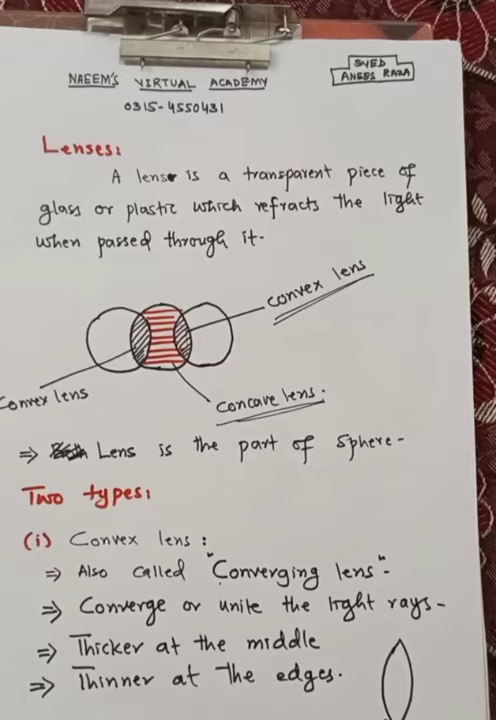 NAEEM'S VIRTUAL ACADEMY
0315-4550431
SYED
ANEES RAZA
Lenses:
A lens is a transparent piece of
glass or plastic which refracts the light
when passed through it.
convex lens
Convex lens
Concave lens.
⇒ Lens is the part of sphere-
Two types:
(i) Convex lens :
⇒ Also called "Converging lens"-
⇒ Converge or unite the light rays-
⇒ Thicker at the middle
⇒ Thinner at the edges.